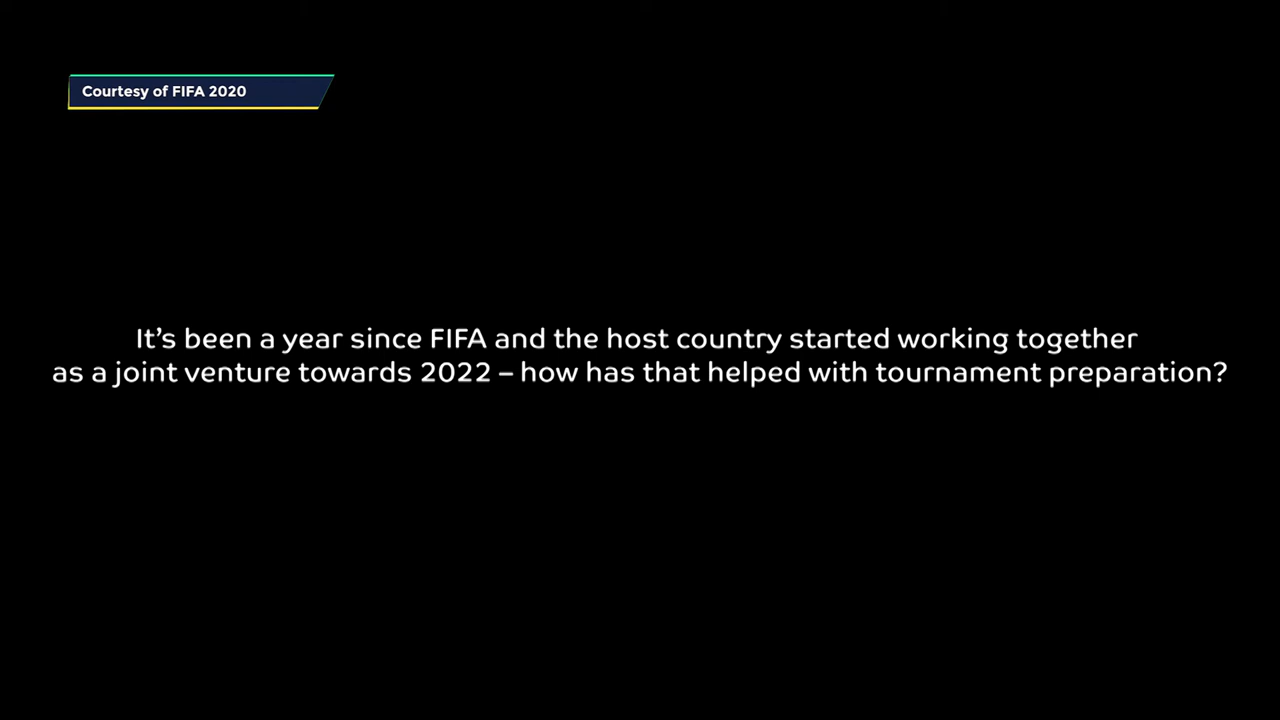 Courtesy of FIFA 2020
It’s been a year since FIFA and the host country started working together
as a joint venture towards 2022 – how has that helped with tournament preparation?